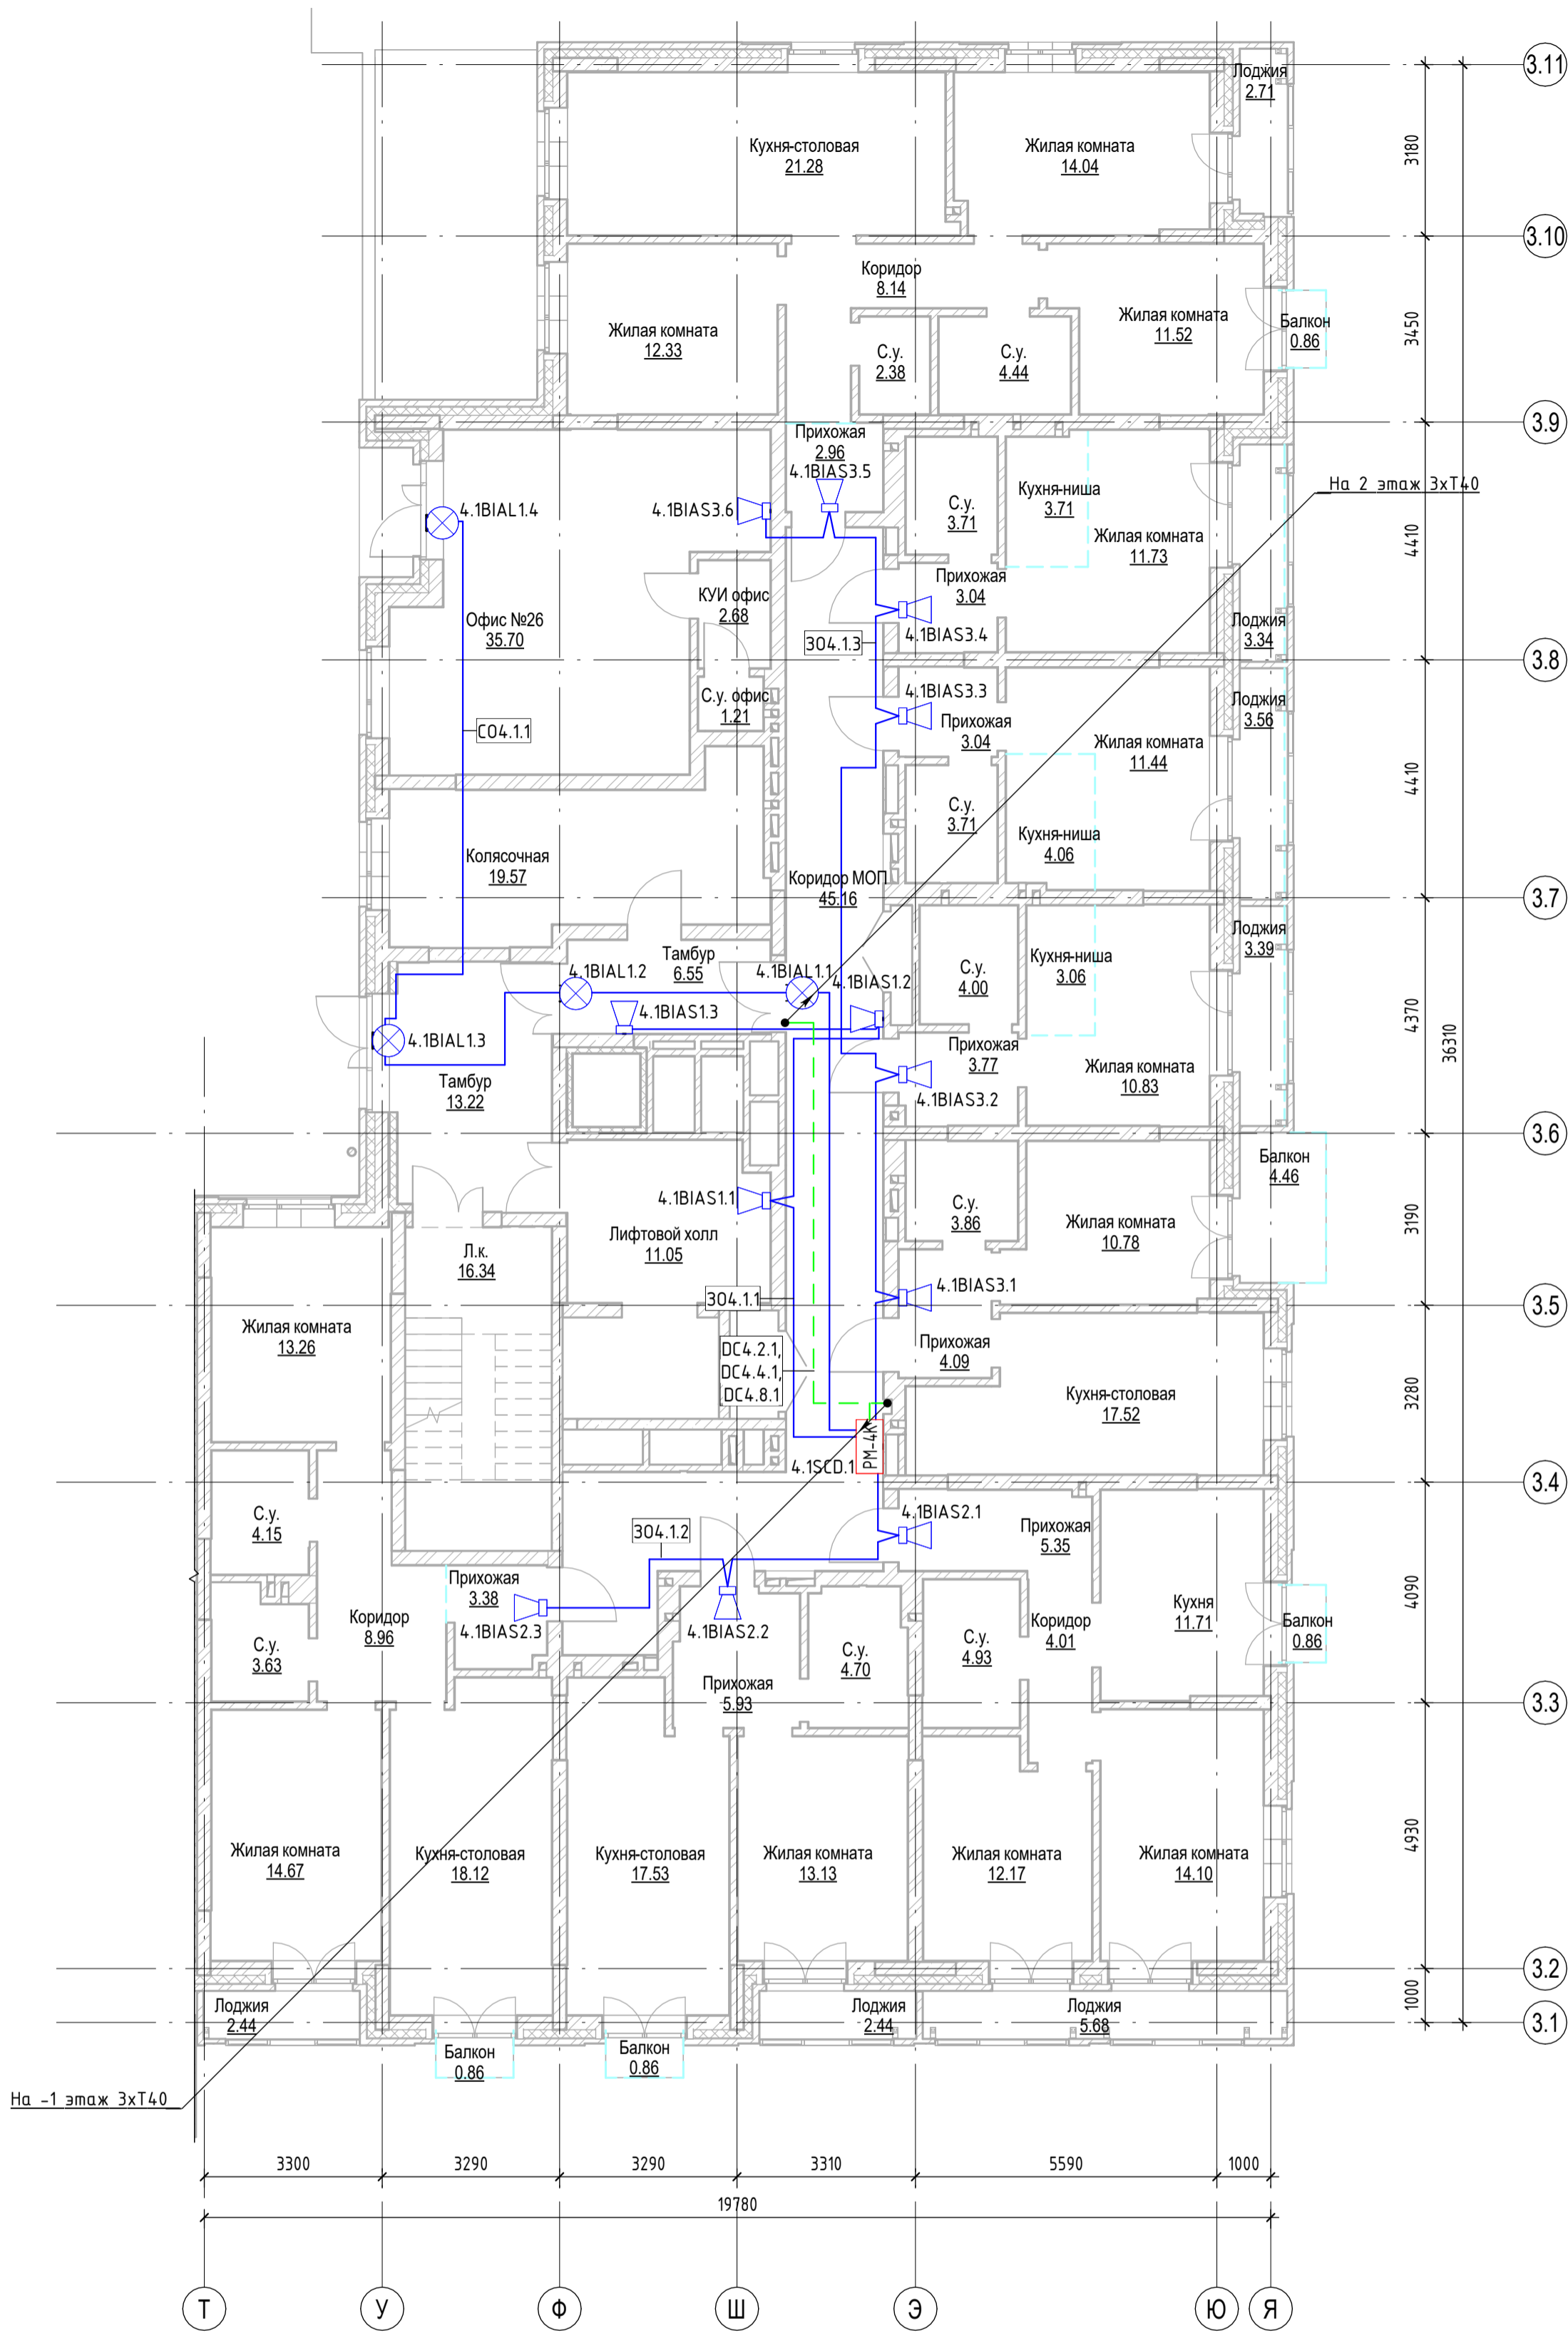 3.11
Лоджия
2.71
Кухня-столовая
21.28
Жилая комната
14.04
3180
3.10
Коридор
8.14
Жилая комната
12.33
Жилая комната
11.52
Балкон
0.86
С.у.
2.38
С.у.
4.44
3450
3.9
Прихожая
2.96
4.1BIAS3.5
4.1BIAS3.6
4.1BIAL1.4
На 2 этаж 3хТ40
С.у.
3.71
Кухня-ниша
3.71
Жилая комната
11.73
4410
Прихожая
3.04
КУИ офис
2.68
Офис №26
35.70
Лоджия
3.34
4.1BIAS3.4
ЗО4.1.3
3.8
4.1BIAS3.3
С.у. офис
1.21
Прихожая
3.04
Лоджия
3.56
СО4.1.1
Жилая комната
11.44
4410
С.у.
3.71
Кухня-ниша
4.06
Колясочная
19.57
Коридор МОП
45.16
3.7
Лоджия
3.39
Тамбур
6.55
4.1BIAL1.2
4.1BIAL1.1
4.1BIAS1.2
С.у.
4.00
Кухня-ниша
3.06
4.1BIAS1.3
4370
36310
4.1BIAL1.3
Прихожая
3.77
Жилая комната
10.83
Тамбур
13.22
4.1BIAS3.2
3.6
Балкон
4.46
4.1BIAS1.1
С.у.
3.86
Жилая комната
10.78
3190
Лифтовой холл
11.05
Л.к.
16.34
4.1BIAS3.1
ЗО4.1.1
3.5
Жилая комната
13.26
DC4.2.1,
DC4.4.1,
DC4.8.1
Прихожая
4.09
Кухня-столовая
17.52
3280
РМ-4К
4.1SCD.1
3.4
С.у.
4.15
ЗО4.1.2
4.1BIAS2.1
Прихожая
5.35
Прихожая
3.38
4090
Коридор
8.96
4.1BIAS2.3
4.1BIAS2.2
Кухня
11.71
Коридор
4.01
Балкон
0.86
С.у.
3.63
С.у.
4.70
С.у.
4.93
Прихожая
5.93
3.3
Жилая комната
14.67
Кухня-столовая
18.12
Кухня-столовая
17.53
Жилая комната
13.13
Жилая комната
12.17
Жилая комната
14.10
4930
3.2
Лоджия
2.44
Лоджия
2.44
Лоджия
5.68
1000
3.1
Балкон
0.86
Балкон
0.86
На -1 этаж 3хТ40
3300
3290
3290
3310
5590
1000
19780
Т
У
Ф
Ш
Э
Ю
Я